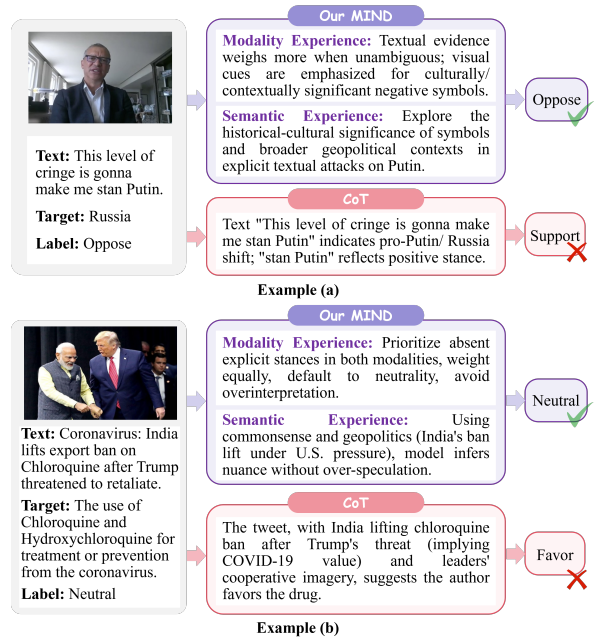 Our MIND
Modality Experience: Textual evidence
weighs more when unambiguous; visual
cues are emphasized for culturally/
contextually significant negative symbols.
Semantic Experience: Explore the
historical-cultural significance of symbols
and broader geopolitical contexts in
explicit textual attacks on Putin.
Oppose
Text: This level of
cringe is gonna
make me stan Putin.
Target: Russia
Label: Oppose
CoT
Text "This level of cringe is gonna make
me stan Putin" indicates pro-Putin/ Russia
shift; "stan Putin" reflects positive stance.
Support
Example (a)
Our MIND
Modality Experience: Prioritize absent
explicit stances in both modalities, weight
equally, default to neutrality, avoid
overinterpretation.
Semantic Experience: Using
commonsense and geopolitics (India's ban
lift under U.S. pressure), model infers
nuance without over-speculation.
Neutral
Text: Coronavirus: India
lifts export ban on
Chloroquine after Trump
threatened to retaliate.
Target: The use of
Chloroquine and
Hydroxychloroquine for
treatment or prevention
from the coronavirus.
Label: Neutral
CoT
The tweet, with India lifting chloroquine
ban after Trump's threat (implying
COVID-19 value) and leaders'
cooperative imagery, suggests the author
favors the drug.
Favor
Example (b)